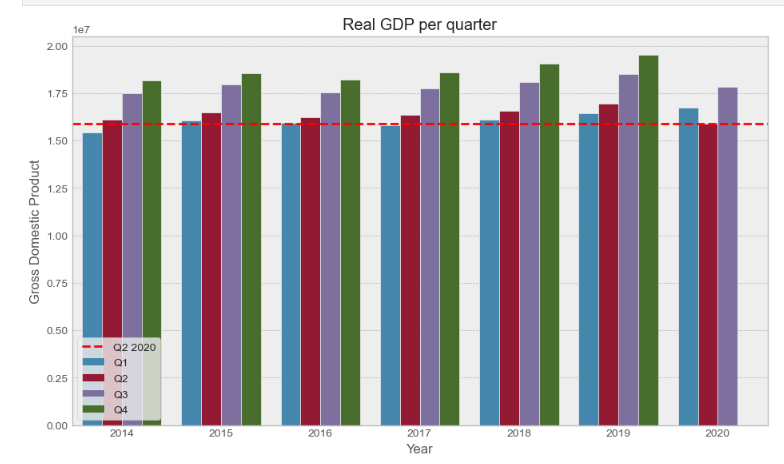 Real GDP per quarter
1e7
2.00
1.75
1.50
1.25
1.00
0.75
0.50
0.25
0.00
Gross Domestic Product
Q2 2020
Q1
Q2
Q3
Q4
2014 2015 2016 2017 2018 2019 2020
Year